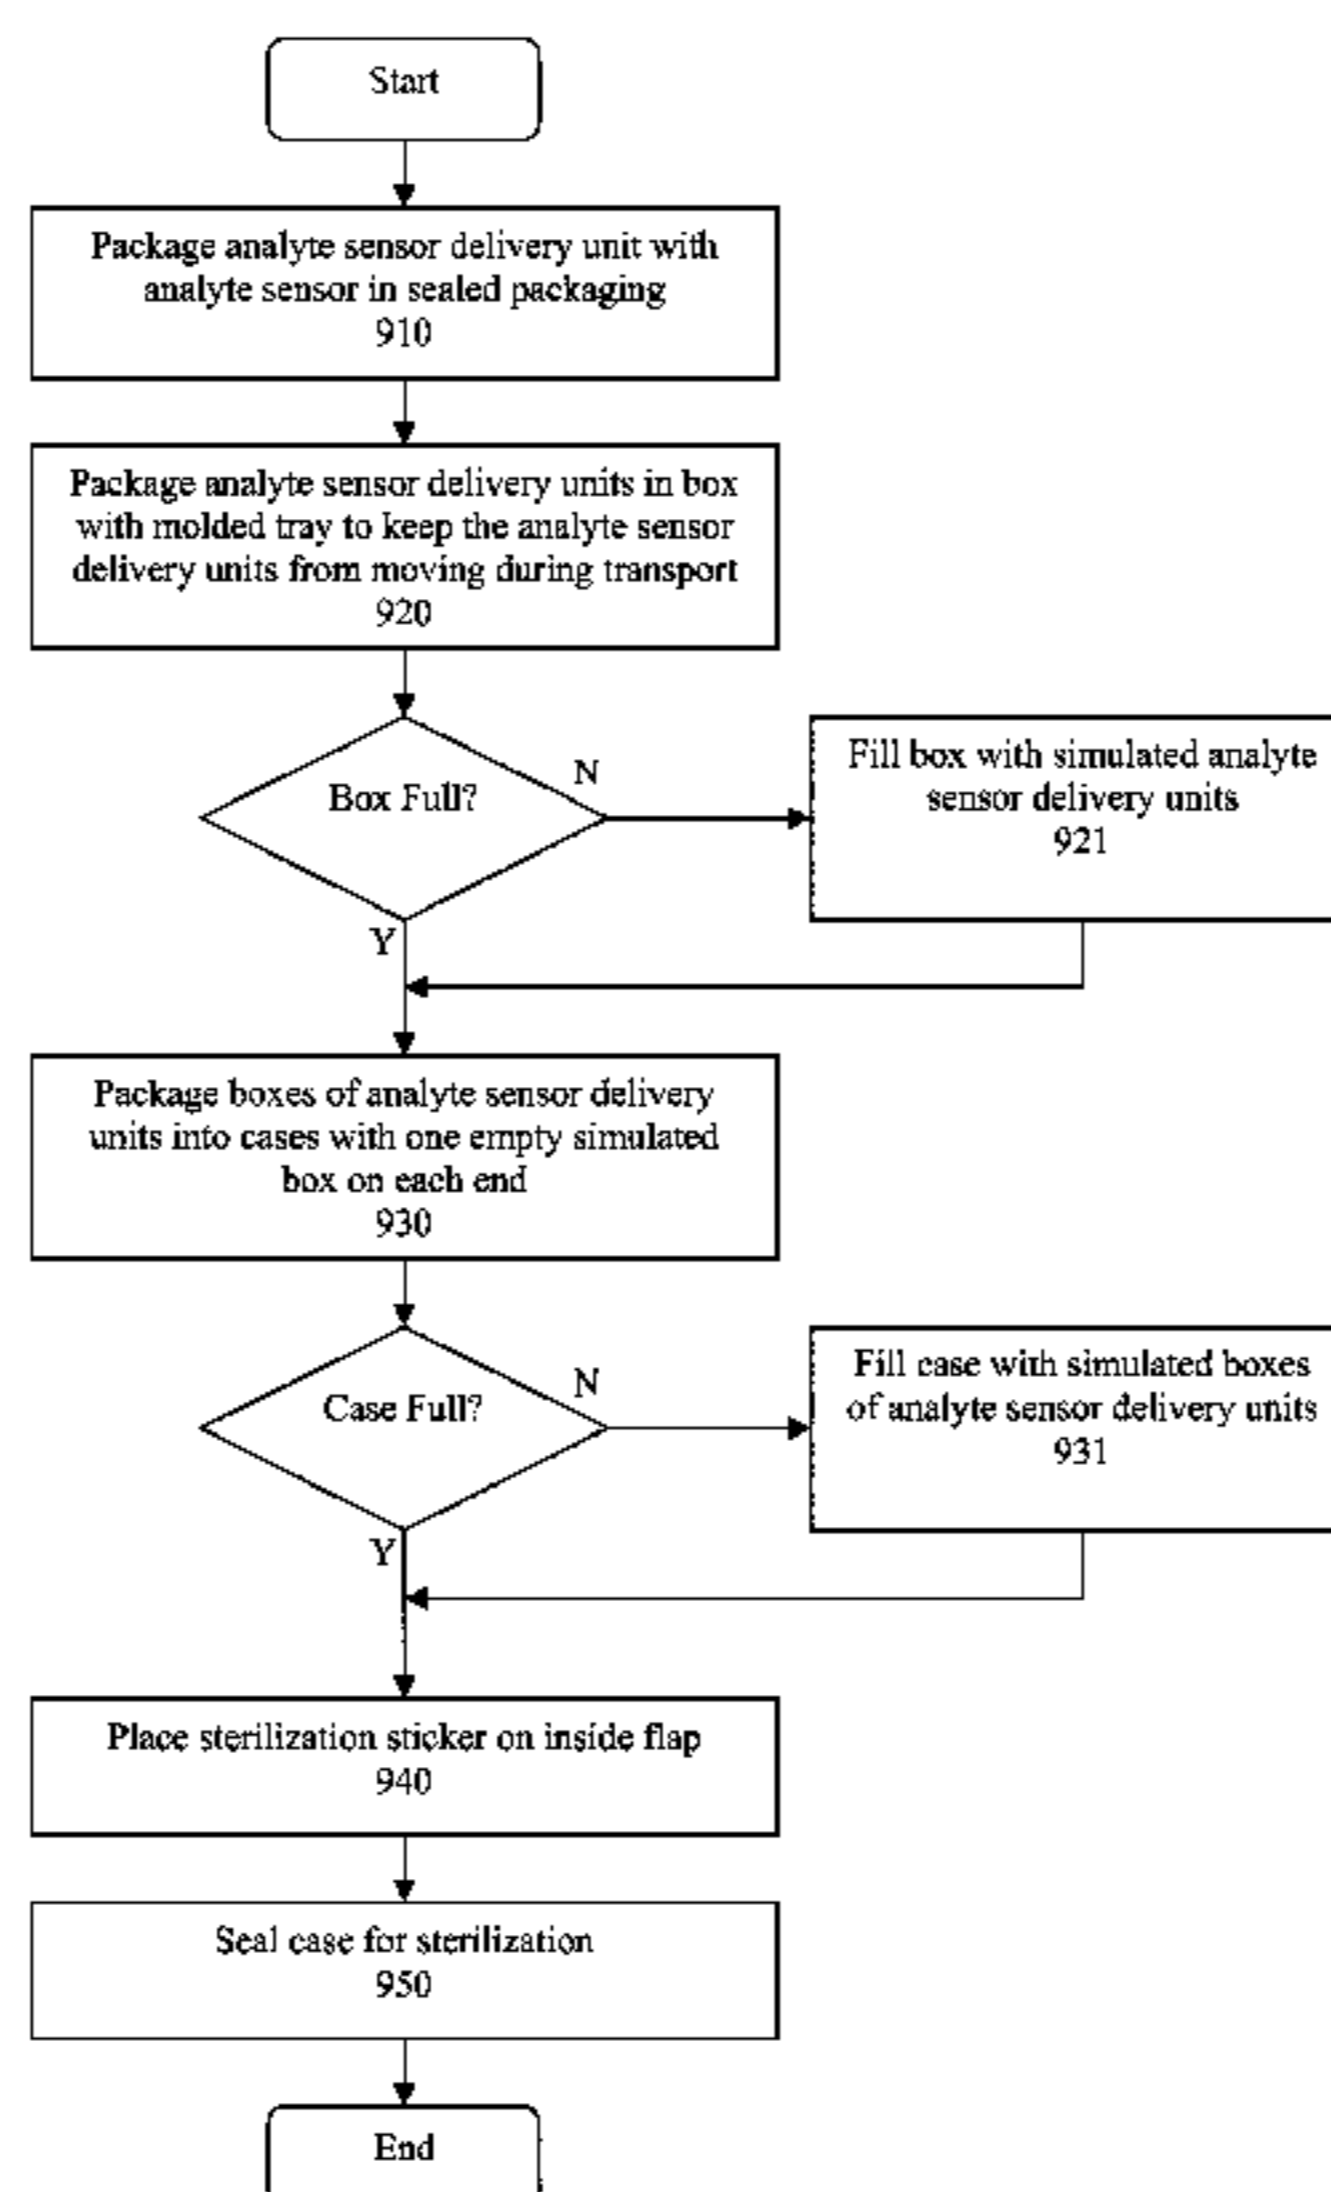 Start
Package analyte sensor delivery unit with
analyte sensor in sealed packaging
910
Package analyte sensor delivery units in box
with molded tray to keep the analyte sensor
delivery units from moving during transport
920
Box Full?
N
Fill box with simulated analyte
sensor delivery units
921
Y
Package boxes of analyte sensor delivery
units into cases with one empty simulated
box on each end
930
Case Full?
N
Fill case with simulated boxes
of analyte sensor delivery units
931
Y
Place sterilization sticker on inside flap
940
Seal case for sterilization
950
End